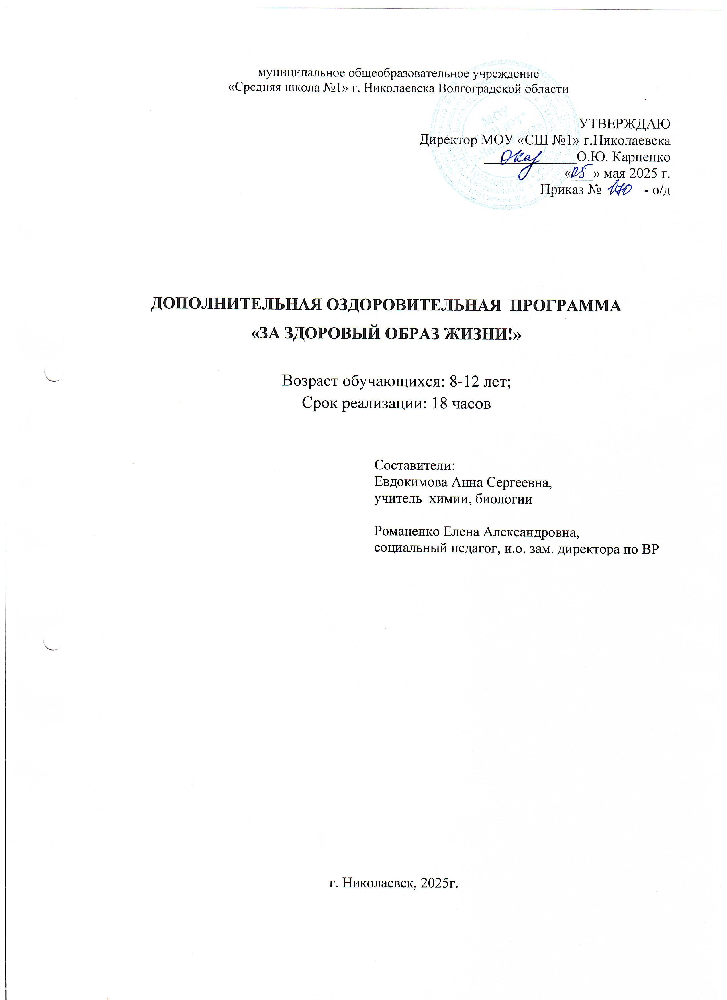 муниципальное общеобразовательное учреждение
«Средняя школа №1» г. Николаевска Волгоградской области
УТВЕРЖДАЮ
Директор МОУ «СШ №1» г.Николаевска
О.Ю. Карпенко
«05» мая 2025 г.
Приказ № 170 - о/д
МОУ
ДОПОЛНИТЕЛЬНАЯ ОЗДОРОВИТЕЛЬНАЯ ПРОГРАММА
«ЗА ЗДОРОВЫЙ ОБРАЗ ЖИЗНИ!»
Возраст обучающихся: 8-12 лет;
Срок реализации: 18 часов
Составители:
Евдокимова Анна Сергеевна,
учитель химии, биологии
Романенко Елена Александровна,
социальный педагог, и.о. зам. директора по ВР
г. Николаевск, 2025г.